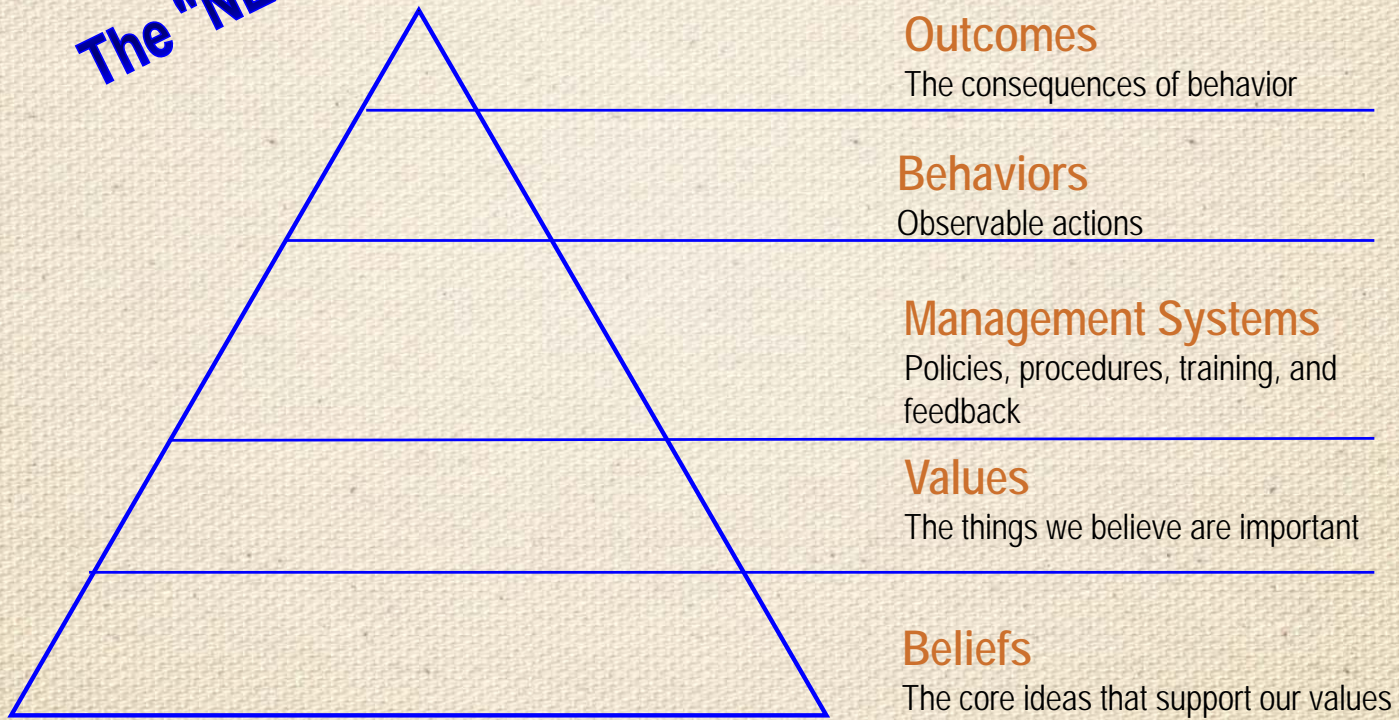 The
Outcomes
The consequences of behavior
Behaviors
Observable actions
Management Systems
Policies, procedures, training, and
feedback
Values
The things we believe are important
Beliefs
The core ideas that support our values